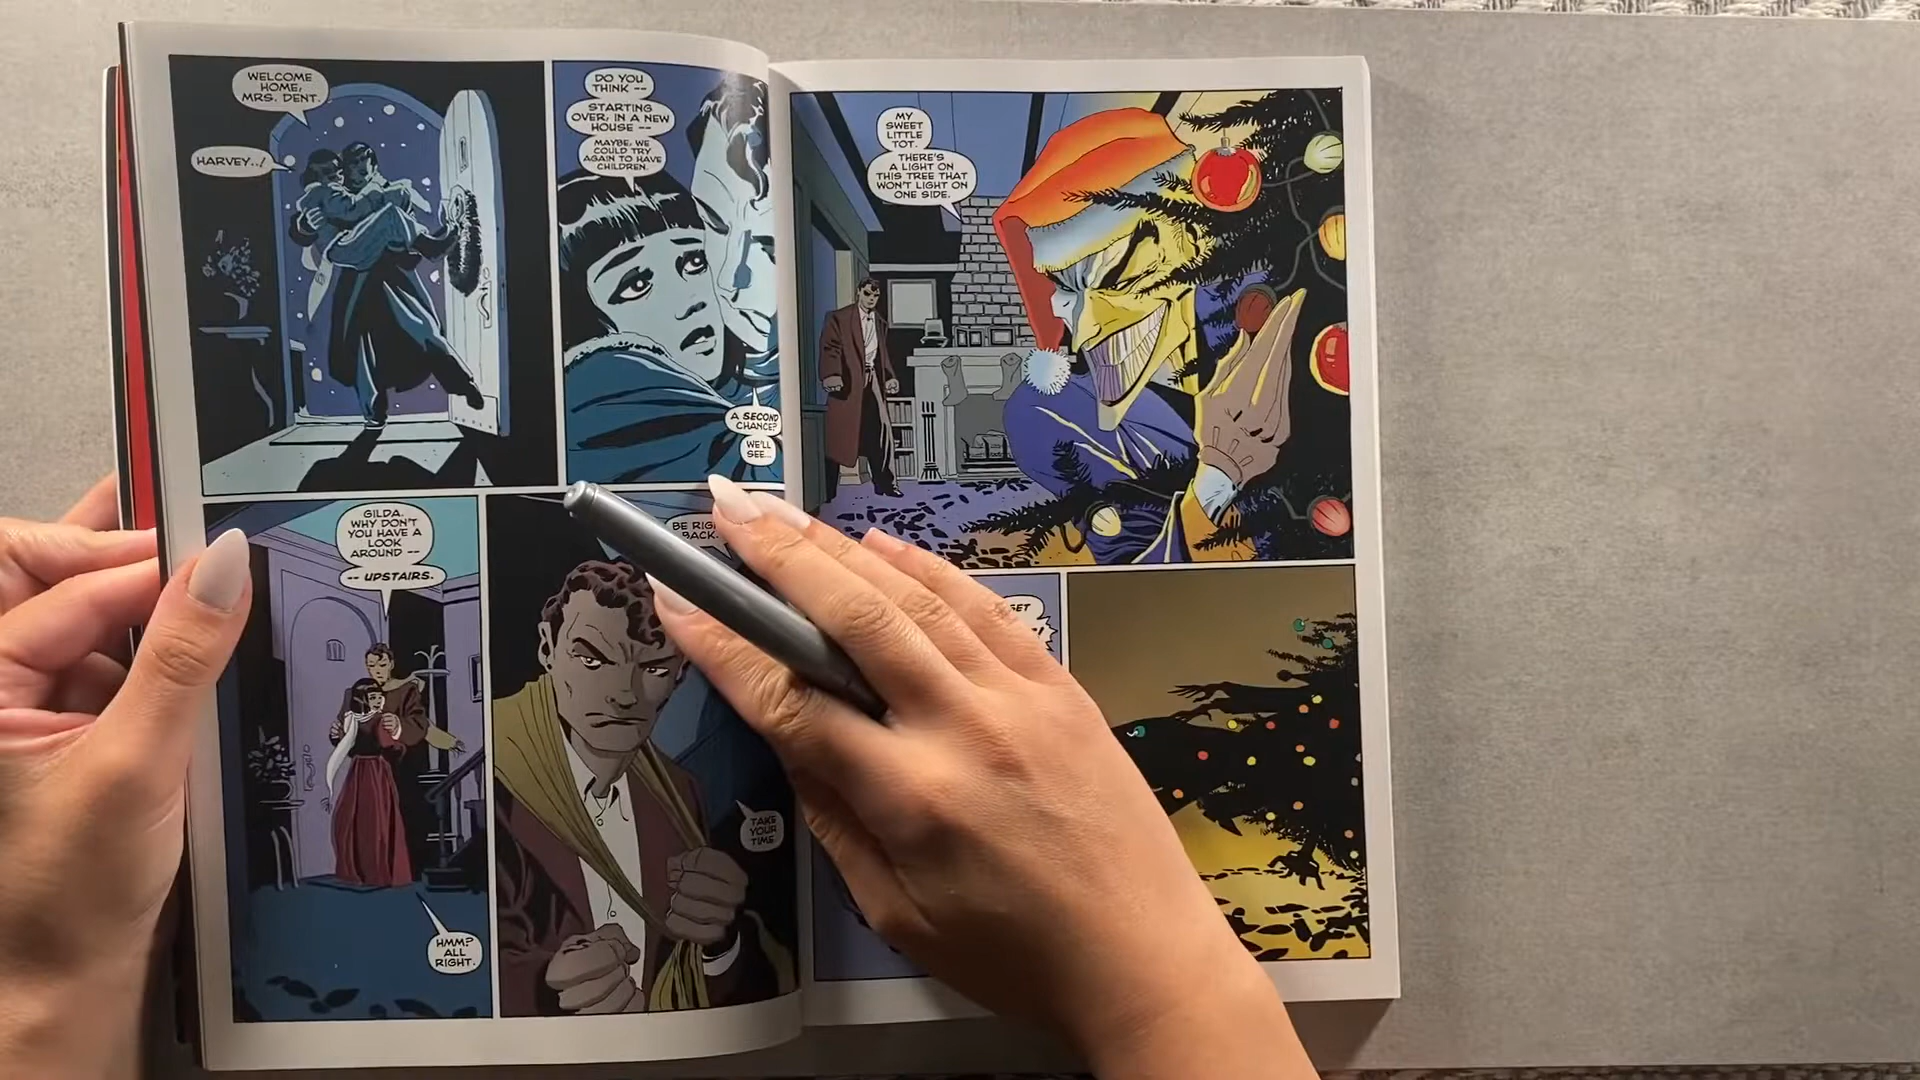 WELCOME
HOME,
MRS. DENT.
HARVEY..!
DO YOU
THINK --
STARTING
OVER, IN A NEW
HOUSE --
MAYBE, WE
COULD TRY
AGAIN TO HAVE
CHILDREN.
A SECOND
CHANCE?
WE'LL
SEE...
GILDA.
WHY DON'T
YOU HAVE A
LOOK
AROUND --
-- UPSTAIRS.
HMM?
ALL
RIGHT.
BE
BACK.
TAKE
YOUR
TIME
MY
SWEET
LITTLE
TOT.
THERE'S
A LIGHT ON
THIS TREE THAT
WON'T LIGHT ON
ONE SIDE.